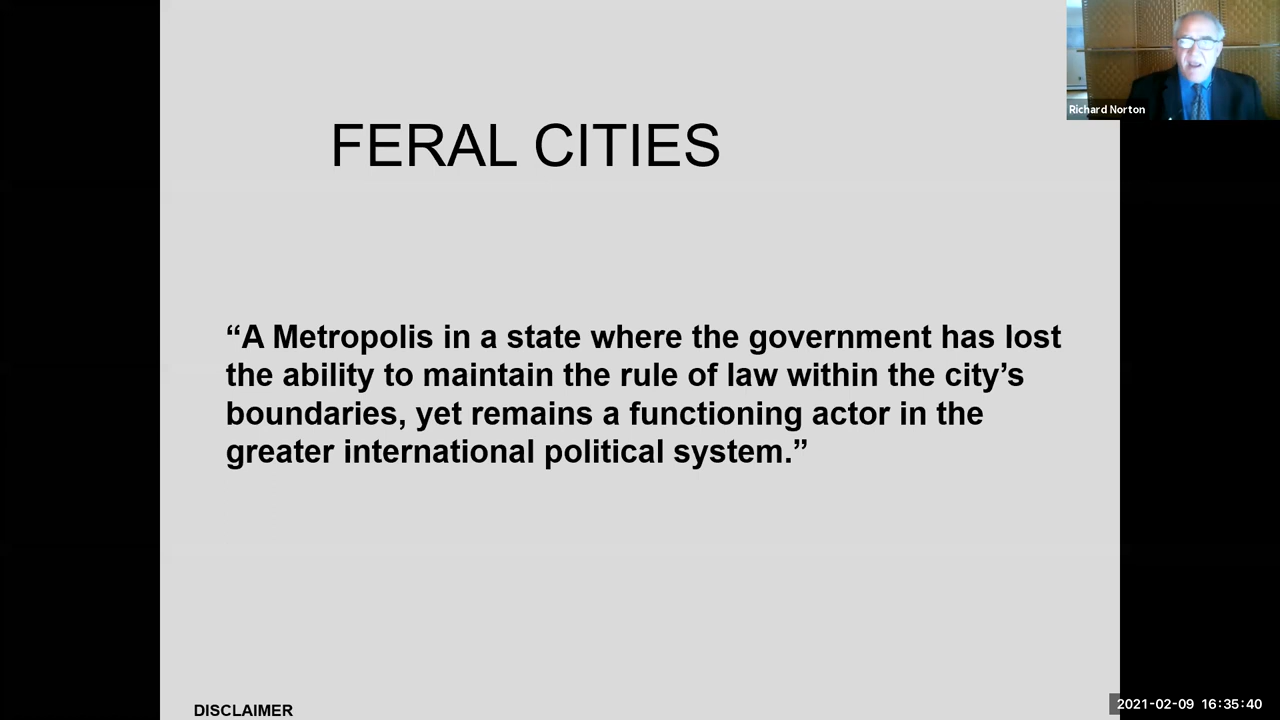 Richard Norton
FERAL CITIES
“A Metropolis in a state where the government has lost
the ability to maintain the rule of law within the city’s
boundaries, yet remains a functioning actor in the
greater international political system.”
DISCLAIMER
2021-02-09 16:35:40